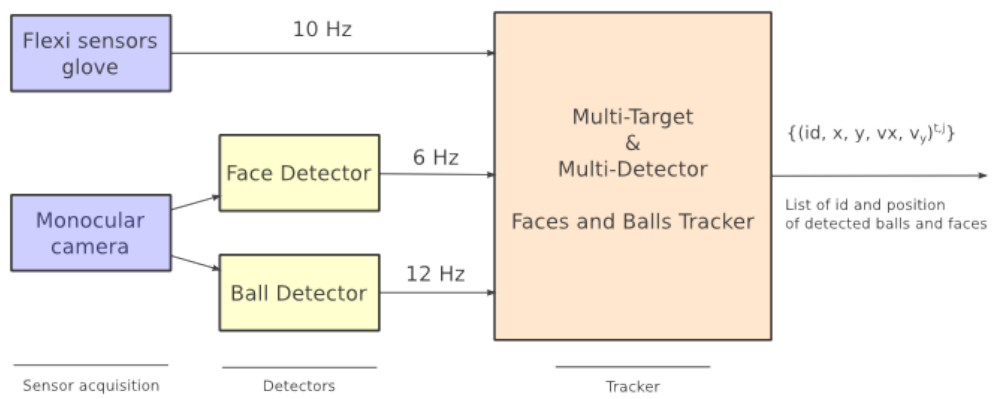 Flexi sensors
glove
10 Hz
Multi-Target
&
Multi-Detector
Faces and Balls Tracker
Face Detector
6 Hz
Monocular
camera
Ball Detector
12 Hz
{(id, x, y, vx, v_y)^t,j}
List of id and position
of detected balls and faces
Sensor acquisition
Detectors
Tracker